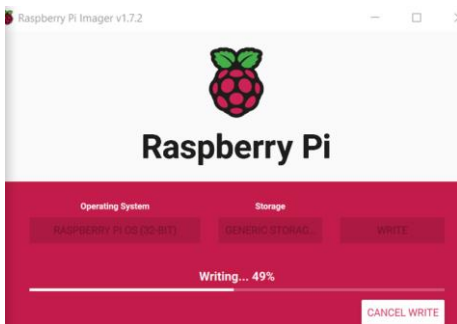 Raspberry Pi Imager v1.7.2
Raspberry Pi
Operating System
Storage
RASPBERRY PI OS (32-BIT)
GENERIC STORAG...
WRITE
Writing... 49%
CANCEL WRITE